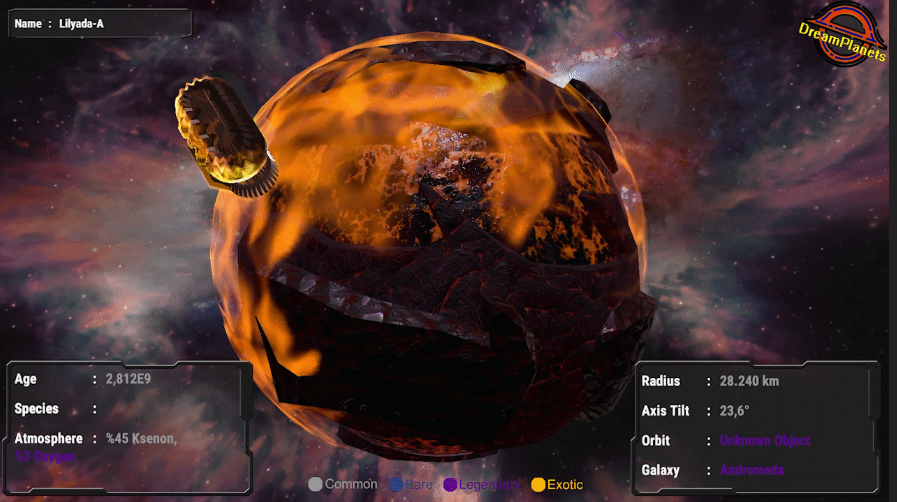 Name : Lilyada-A
DreamPlanets
Age : 2,812E9
Species :
Atmosphere : %45 Ksenon,
%3 Oxygen
Radius : 28.240 km
Axis Tilt : 23,6°
Orbit : Unknown Object
Galaxy : Andromeda
Common Rare Legendary Exotic